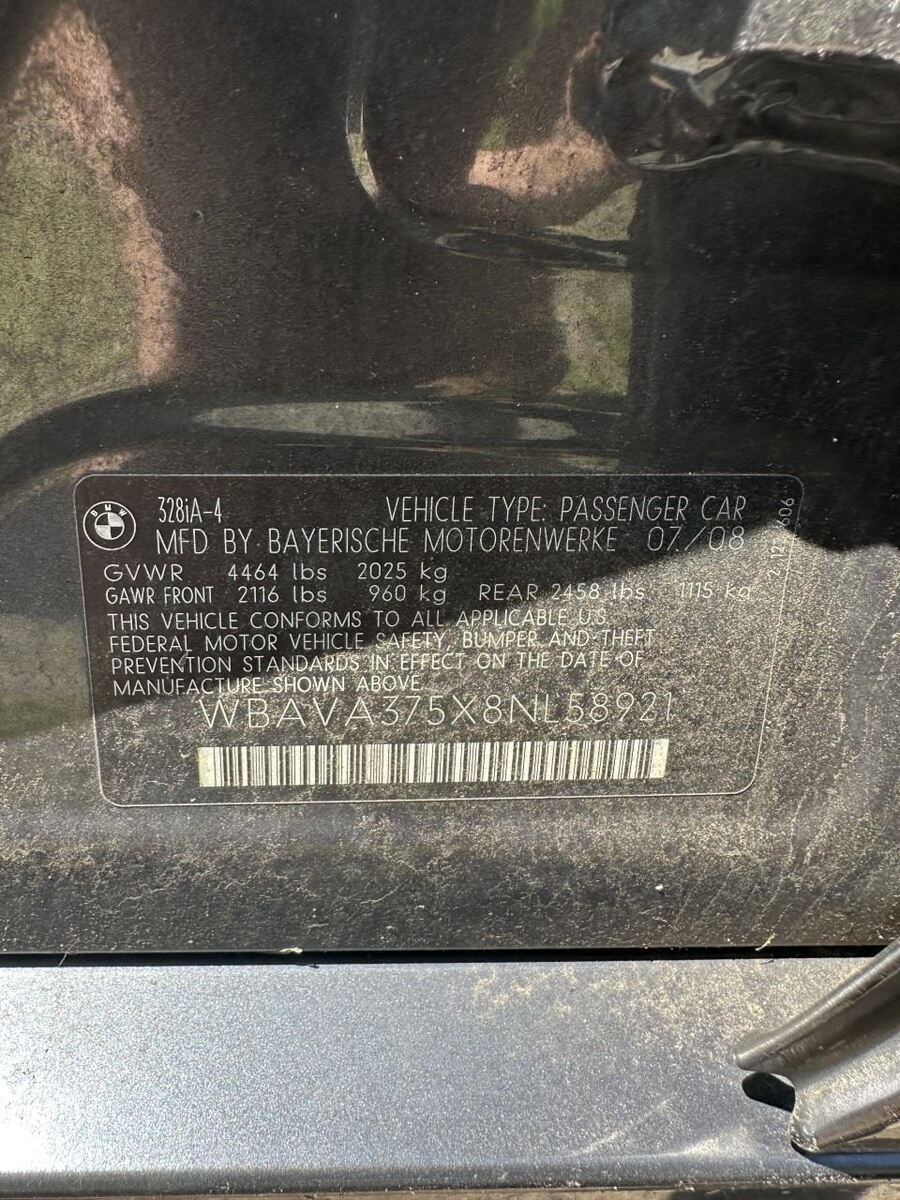 BMW
328iA-4 VEHICLE TYPE: PASSENGER CAR
MFD BY BAYERISCHE MOTORENWERKE 07/08
GVWR 4464 lbs 2025 kg
GAWR FRONT 2116 lbs 960 kg REAR 2458 lbs 1115 kg
THIS VEHICLE CONFORMS TO ALL APPLICABLE U.S.
FEDERAL MOTOR VEHICLE SAFETY, BUMPER AND THEFT
PREVENTION STANDARDS IN EFFECT ON THE DATE OF
MANUFACTURE SHOWN ABOVE
WBAVA375X8NL58921